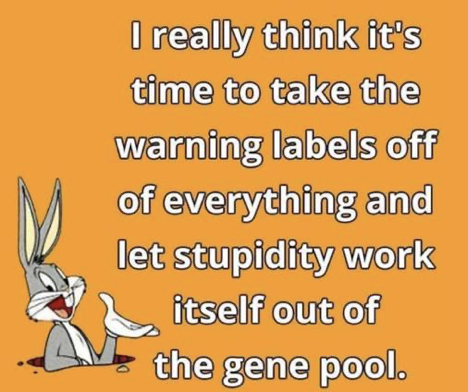 I really think it's
time to take the
warning labels off
of everything and
let stupidity work
itself out of
the gene pool.